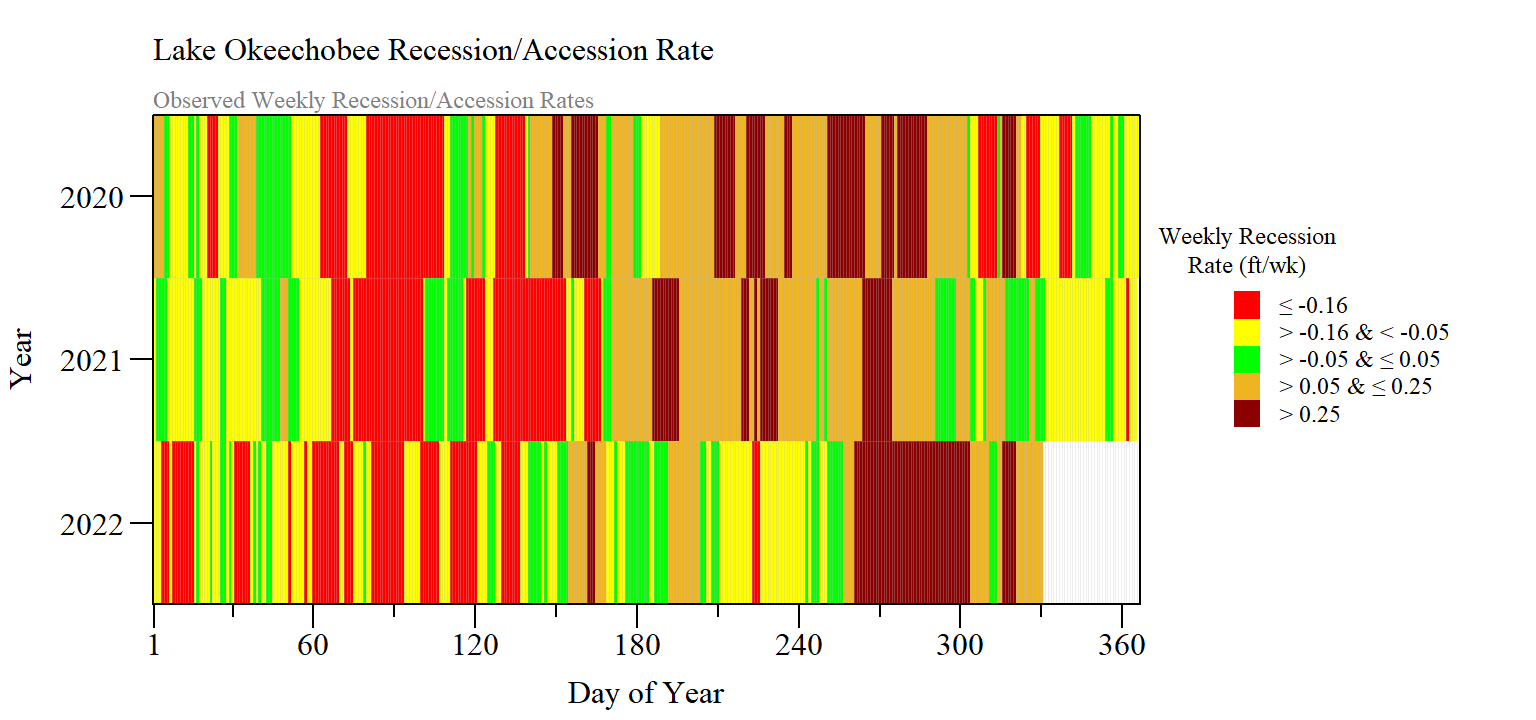 Lake Okeechobee Recession/Accession Rate
Observed Weekly Recession/Accession Rates
Year
2020
2021
2022
1 60 120 180 240 300 360
Day of Year
Weekly Recession
Rate (ft/wk)
≤ -0.16
> -0.16 & < -0.05
> -0.05 & ≤ 0.05
> 0.05 & ≤ 0.25
> 0.25